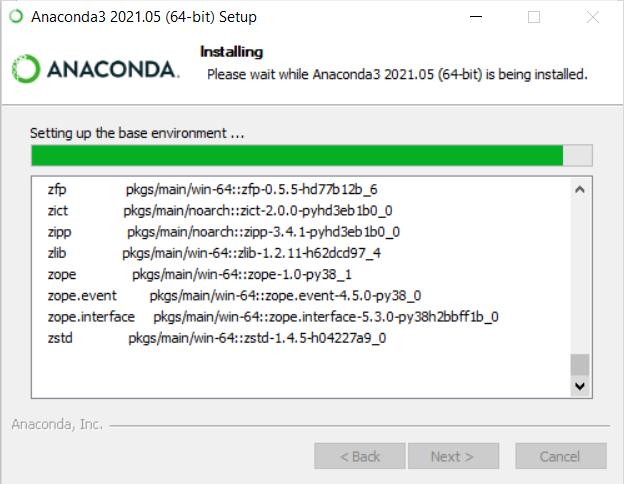 Anaconda3 2021.05 (64-bit) Setup
ANACONDA.
Installing
Please wait while Anaconda3 2021.05 (64-bit) is being installed.
Setting up the base environment ...
zfp pkgs/main/win-64::zfp-0.5.5-hd77b12b_6
zict pkgs/main/noarch::zict-2.0.0-pyhd3eb1b0_0
zipp pkgs/main/noarch::zipp-3.4.1-pyhd3eb1b0_0
zlib pkgs/main/win-64::zlib-1.2.11-h62dcd97_4
zope pkgs/main/win-64::zope-1.0-py38_1
zope.event pkgs/main/win-64::zope.event-4.5.0-py38_0
zope.interface pkgs/main/win-64::zope.interface-5.3.0-py38h2bbff1b_0
zstd pkgs/main/win-64::zstd-1.4.5-h04227a9_0
Anaconda, Inc.
< Back Next > Cancel